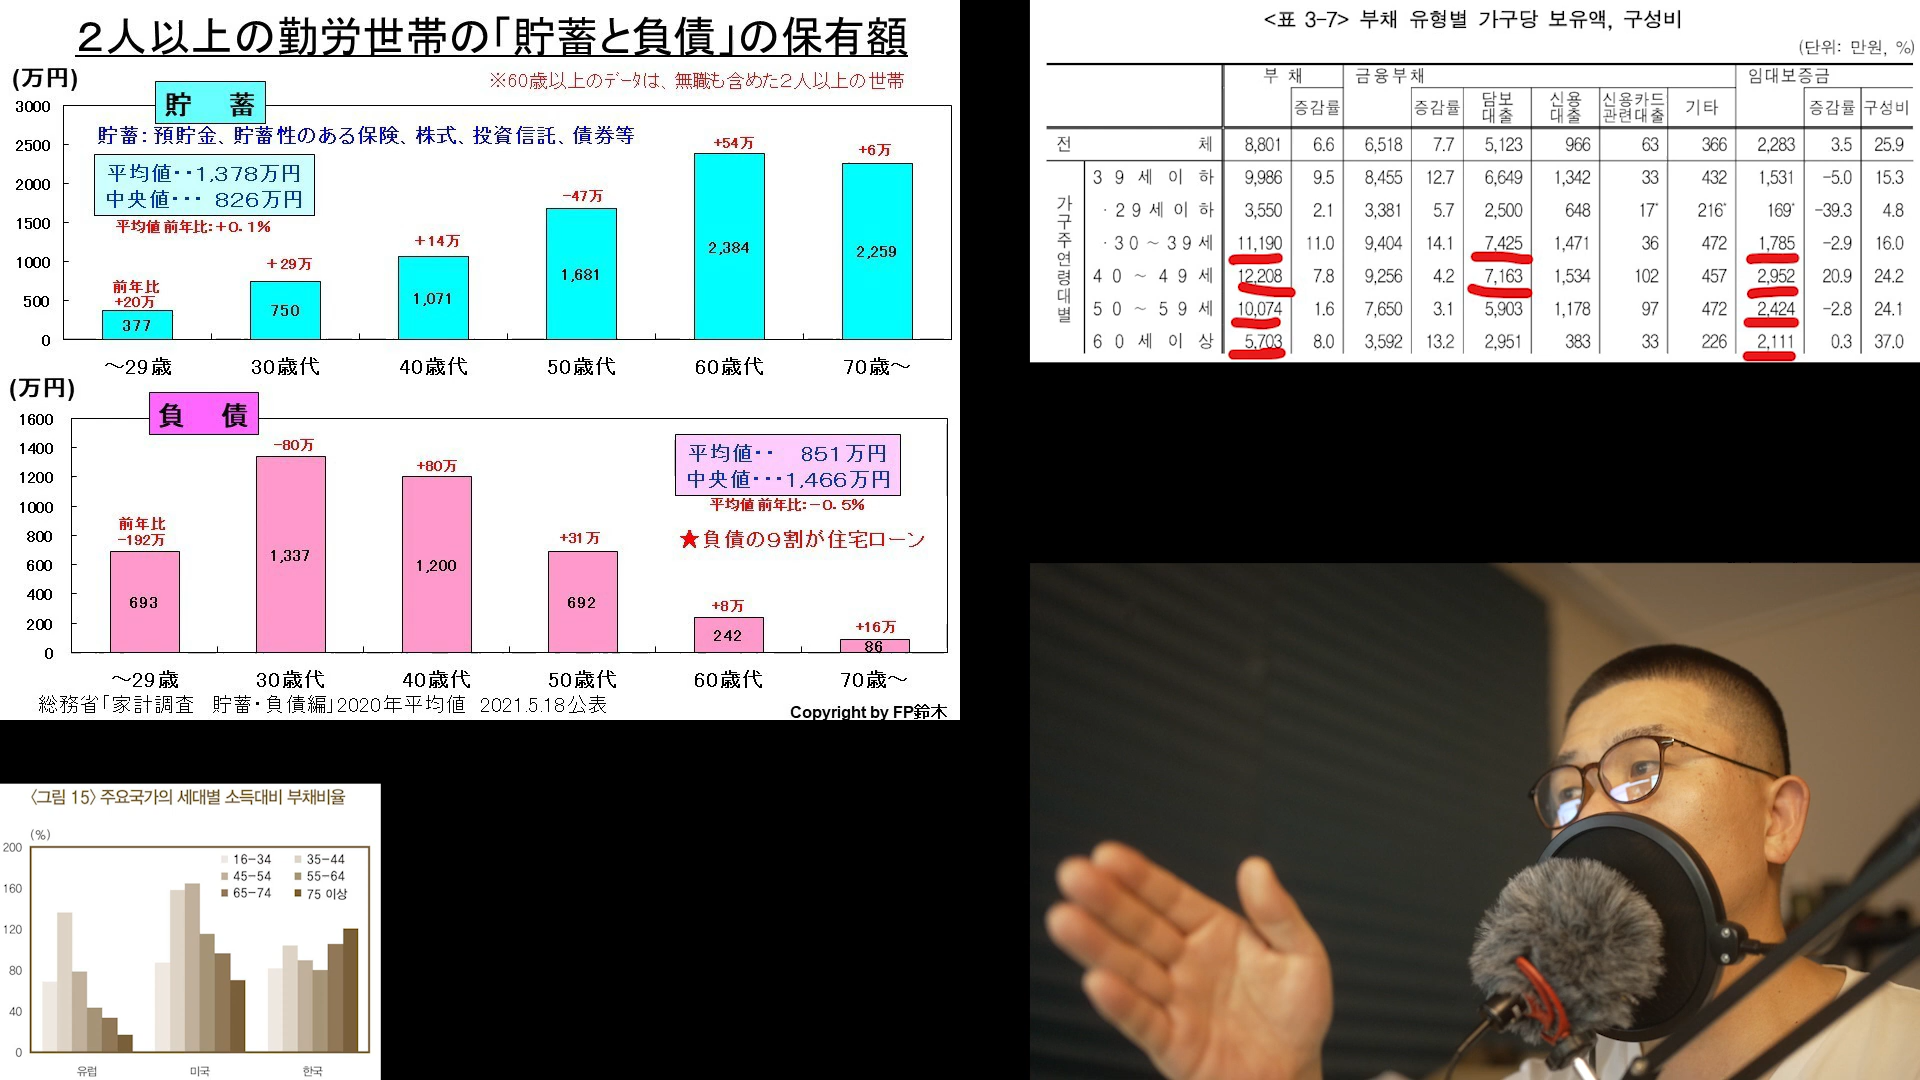 ２人以上の勤労世帯の「貯蓄と負債」の保有額
(万円)
※６０歳以上のﾃﾞｰﾀは、無職も含めた２人以上の世帯
貯　蓄
貯蓄：預貯金、貯蓄性のある保険、株式、投資信託、債券等
平均値‥1,378万円
中央値… 826万円
平均値 前年比：＋０．１％
3000
2500
2000
1500
1000
500
0
前年比
+20万
＋29万
＋14万
−47万
+54万
+6万
377
750
1,071
1,681
2,384
2,259
～29歳 30歳代 40歳代 50歳代 60歳代 70歳～
(万円)
負　債
平均値‥ 851万円
中央値…1,466万円
平均値 前年比：−０．５％
★負債の９割が住宅ローン
1600
1400
1200
1000
800
600
400
200
0
前年比
−192万
−80万
+80万
+31万
+8万
+16万
693
1,337
1,200
692
242
86
～29歳 30歳代 40歳代 50歳代 60歳代 70歳～
総務省「家計調査　貯蓄・負債編」2020年平均値　2021.5.18公表
Copyright by FP鈴木
<표 3-7> 부채 유형별 가구당 보유액, 구성비
(단위: 만원, %)
부 채 금융부채 임대보증금
증감률 증감률 담보대출 신용대출 신용카드관련대출 기타 증감률 구성비
전 체 8,801 6.6 6,518 7.7 5,123 966 63 366 2,283 3.5 25.9
가구주연령대별
39세이하 9,986 9.5 8,455 12.7 6,649 1,342 33 432 1,531 -5.0 15.3
·29세이하 3,550 2.1 3,381 5.7 2,500 648 17* 216* 169* -39.3 4.8
·30~39세 11,190 11.0 9,404 14.1 7,425 1,471 36 472 1,785 -2.9 16.0
40~49세 12,208 7.8 9,256 4.2 7,163 1,534 102 457 2,952 20.9 24.2
50~59세 10,074 1.6 7,650 3.1 5,903 1,178 97 472 2,424 -2.8 24.1
60세이상 5,703 8.0 3,592 13.2 2,951 383 33 226 2,111 0.3 37.0
〈그림 15〉 주요국가의 세대별 소득대비 부채비율
(%)
200
160
120
80
40
0
16-34 35-44
45-54 55-64
65-74 75 이상
유럽 미국 한국